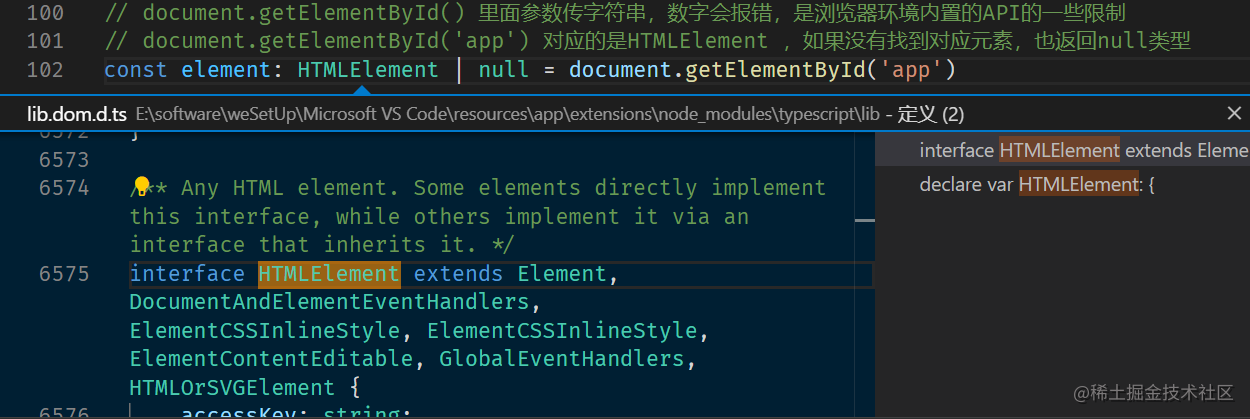 100 // document.getElementById() 里面参数传字符串，数字会报错，是浏览器环境内置的API的一些限制
101 // document.getElementById('app') 对应的是HTMLElement ，如果没有找到对应元素，也返回null类型
102 const element: HTMLElement | null = document.getElementById('app')
lib.dom.d.ts E:\software\weSetUp\Microsoft VS Code\resources\app\extensions\node_modules\typescript\lib - 定义 (2)
6572 }
6573
6574 /** Any HTML element. Some elements directly implement
this interface, while others implement it via an
interface that inherits it. */
6575 interface HTMLElement extends Element,
DocumentAndElementEventHandlers,
ElementCSSInlineStyle, ElementCSSInlineStyle,
ElementContentEditable, GlobalEventHandlers,
HTMLOrSVGElement {
6576 accessKey: string;
interface HTMLElement extends Eleme
declare var HTMLElement: {
@稀土掘金技术社区